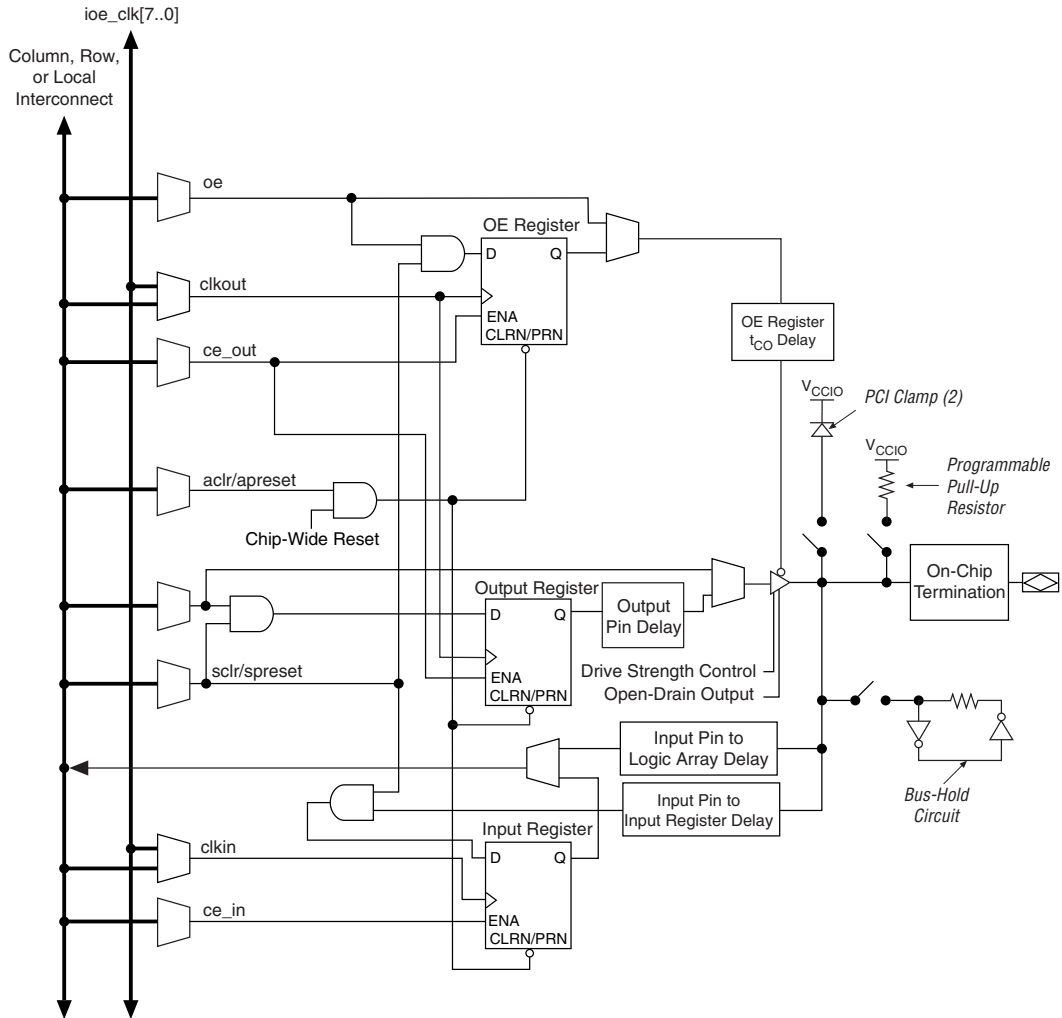 ioe_clk[7..0]
Column, Row,
or Local
Interconnect
oe
OE Register
D Q
clkout
ENA
CLRN/PRN
OE Register
tCO Delay
ce_out
VCCIO
PCI Clamp (2)
VCCIO
Programmable
Pull-Up
Resistor
aclr/apreset
Chip-Wide Reset
On-Chip
Termination
Output Register
D Q
Output
Pin Delay
sclr/spreset
ENA
CLRN/PRN
Drive Strength Control
Open-Drain Output
Input Pin to
Logic Array Delay
Input Pin to
Input Register Delay
Bus-Hold
Circuit
Input Register
clkin
D Q
ce_in
ENA
CLRN/PRN